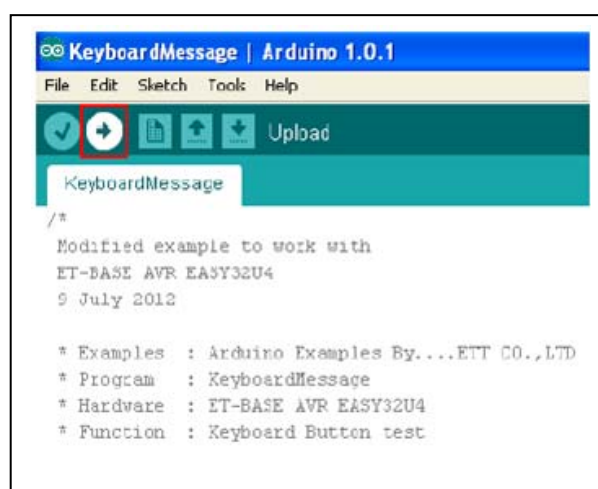 KeyboardMessage | Arduino 1.0.1
File Edit Sketch Tools Help
Upload
KeyboardMessage
/*
Modified example to work with
ET-BASE AVR EASY32U4
9 July 2012
* Examples : Arduino Examples By....ETT CO.,LTD
* Program : KeyboardMessage
* Hardware : ET-BASE AVR EASY32U4
* Function : Keyboard Button test